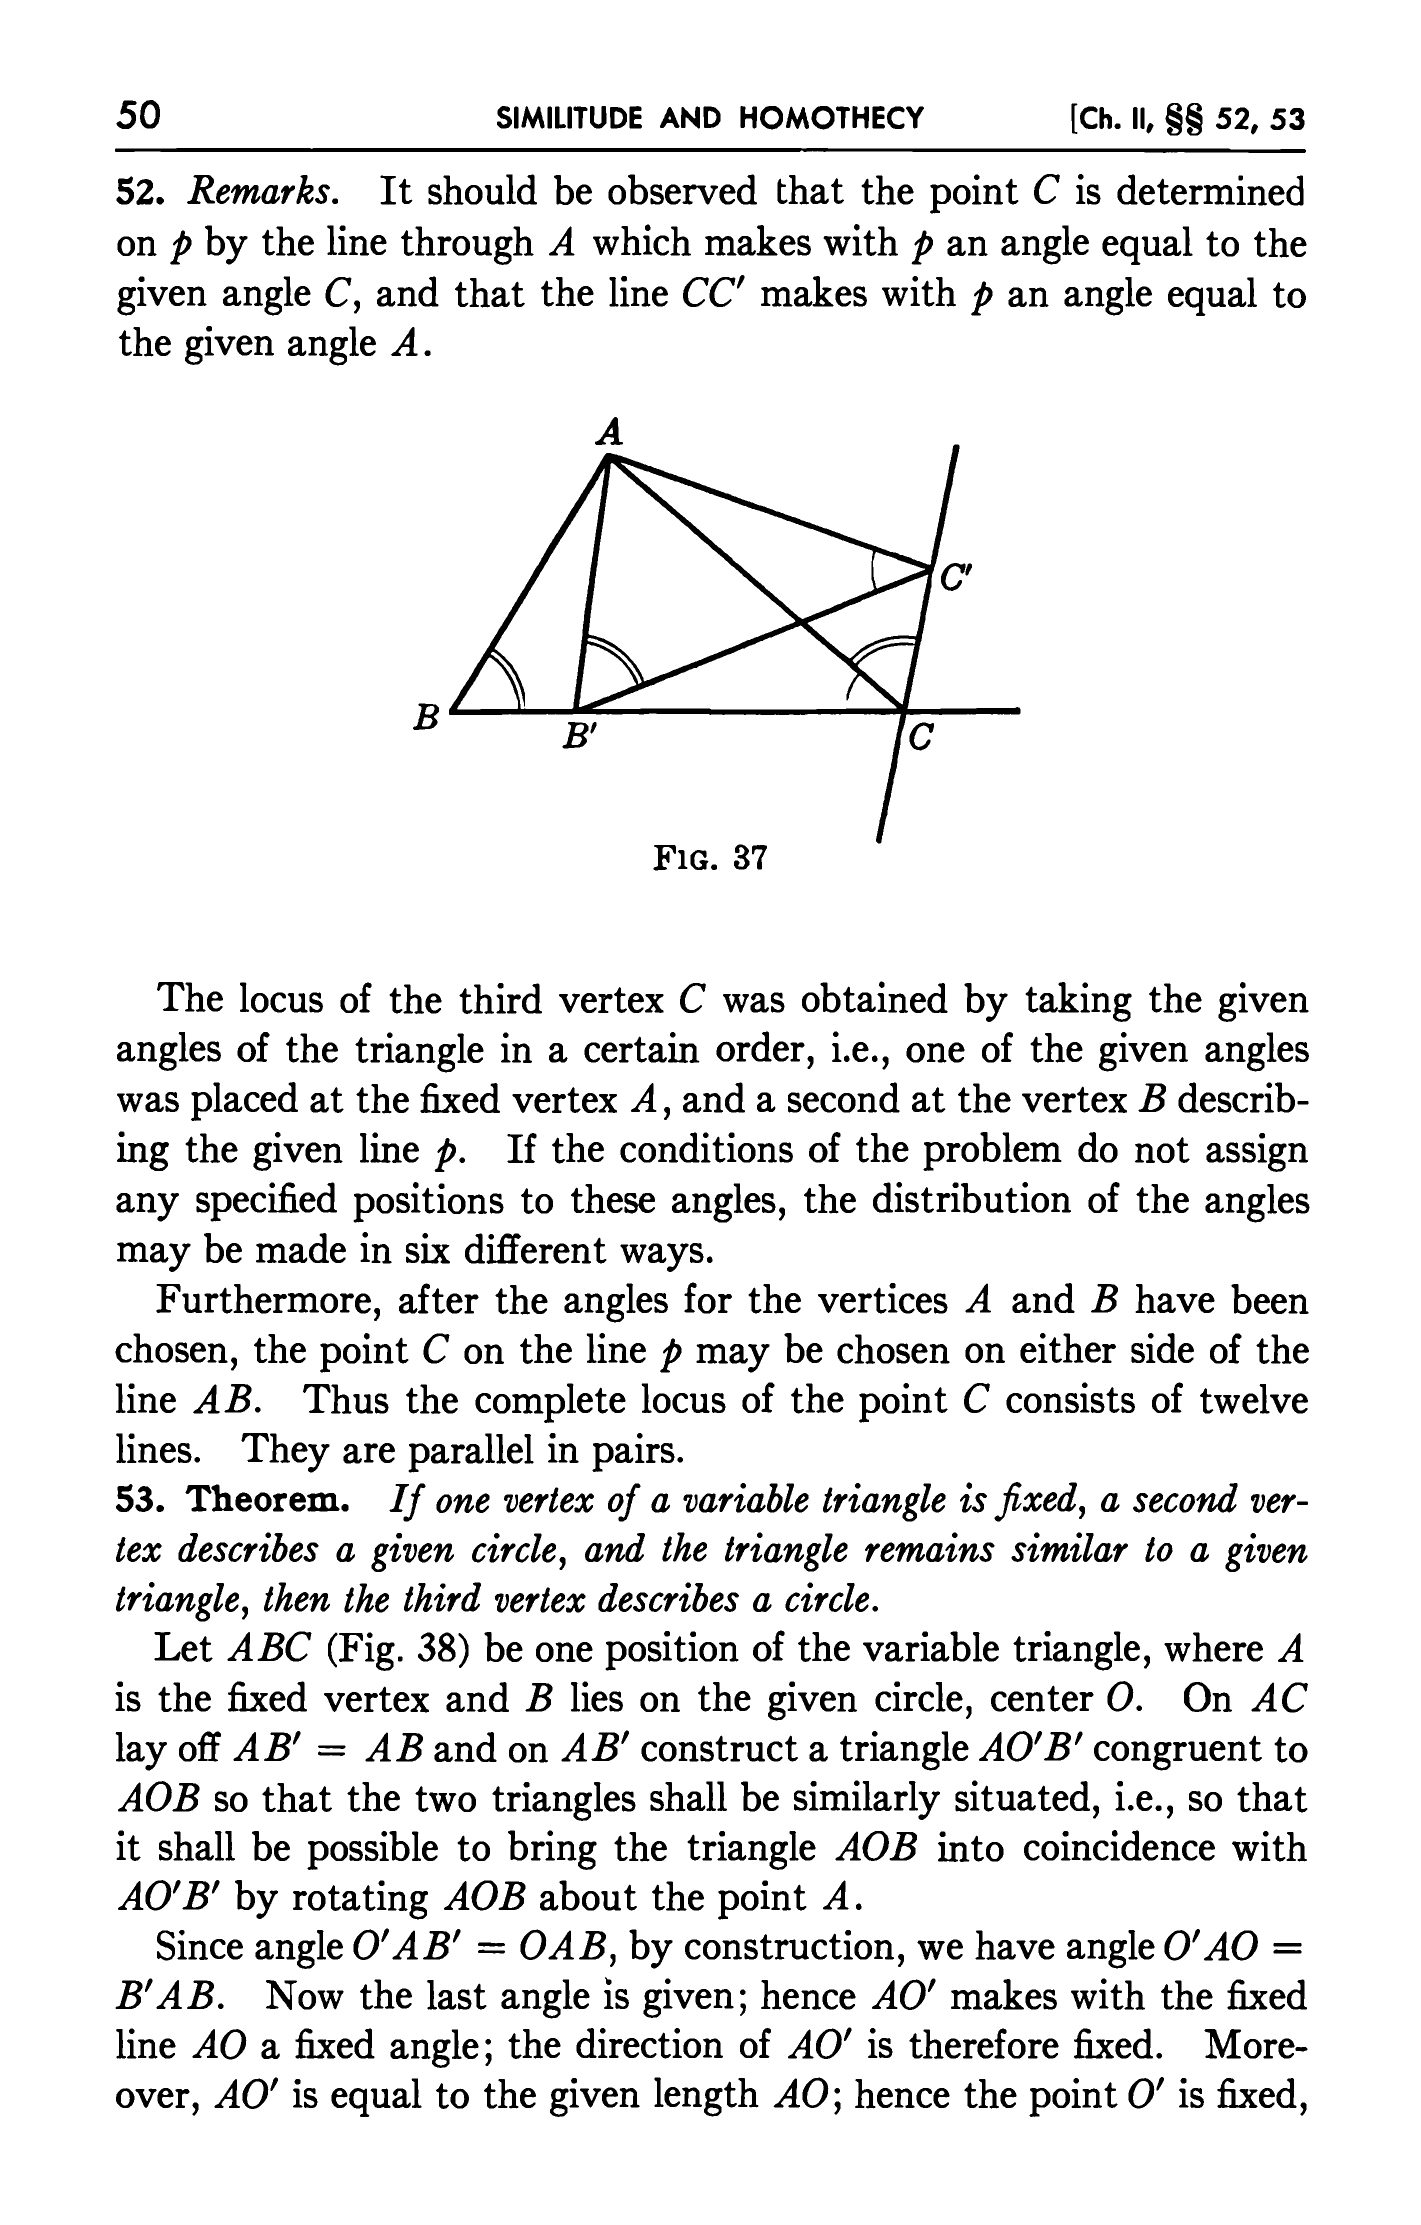 50 SIMILITUDE AND HOMOTHECY [Ch. II, §§ 52, 53
52. Remarks. It should be observed that the point C is determined
on p by the line through A which makes with p an angle equal to the
given angle C, and that the line CC′ makes with p an angle equal to
the given angle A.
A
C′
B
B′
C
FIG. 37
The locus of the third vertex C was obtained by taking the given
angles of the triangle in a certain order, i.e., one of the given angles
was placed at the fixed vertex A, and a second at the vertex B describ-
ing the given line p. If the conditions of the problem do not assign
any specified positions to these angles, the distribution of the angles
may be made in six different ways.
Furthermore, after the angles for the vertices A and B have been
chosen, the point C on the line p may be chosen on either side of the
line AB. Thus the complete locus of the point C consists of twelve
lines. They are parallel in pairs.
53. Theorem. If one vertex of a variable triangle is fixed, a second ver-
tex describes a given circle, and the triangle remains similar to a given
triangle, then the third vertex describes a circle.
Let ABC (Fig. 38) be one position of the variable triangle, where A
is the fixed vertex and B lies on the given circle, center O. On AC
lay off AB′ = AB and on AB′ construct a triangle AO′B′ congruent to
AOB so that the two triangles shall be similarly situated, i.e., so that
it shall be possible to bring the triangle AOB into coincidence with
AO′B′ by rotating AOB about the point A.
Since angle O′AB′ = OAB, by construction, we have angle O′AO =
B′AB. Now the last angle is given; hence AO′ makes with the fixed
line AO a fixed angle; the direction of AO′ is therefore fixed. More-
over, AO′ is equal to the given length AO; hence the point O′ is fixed,